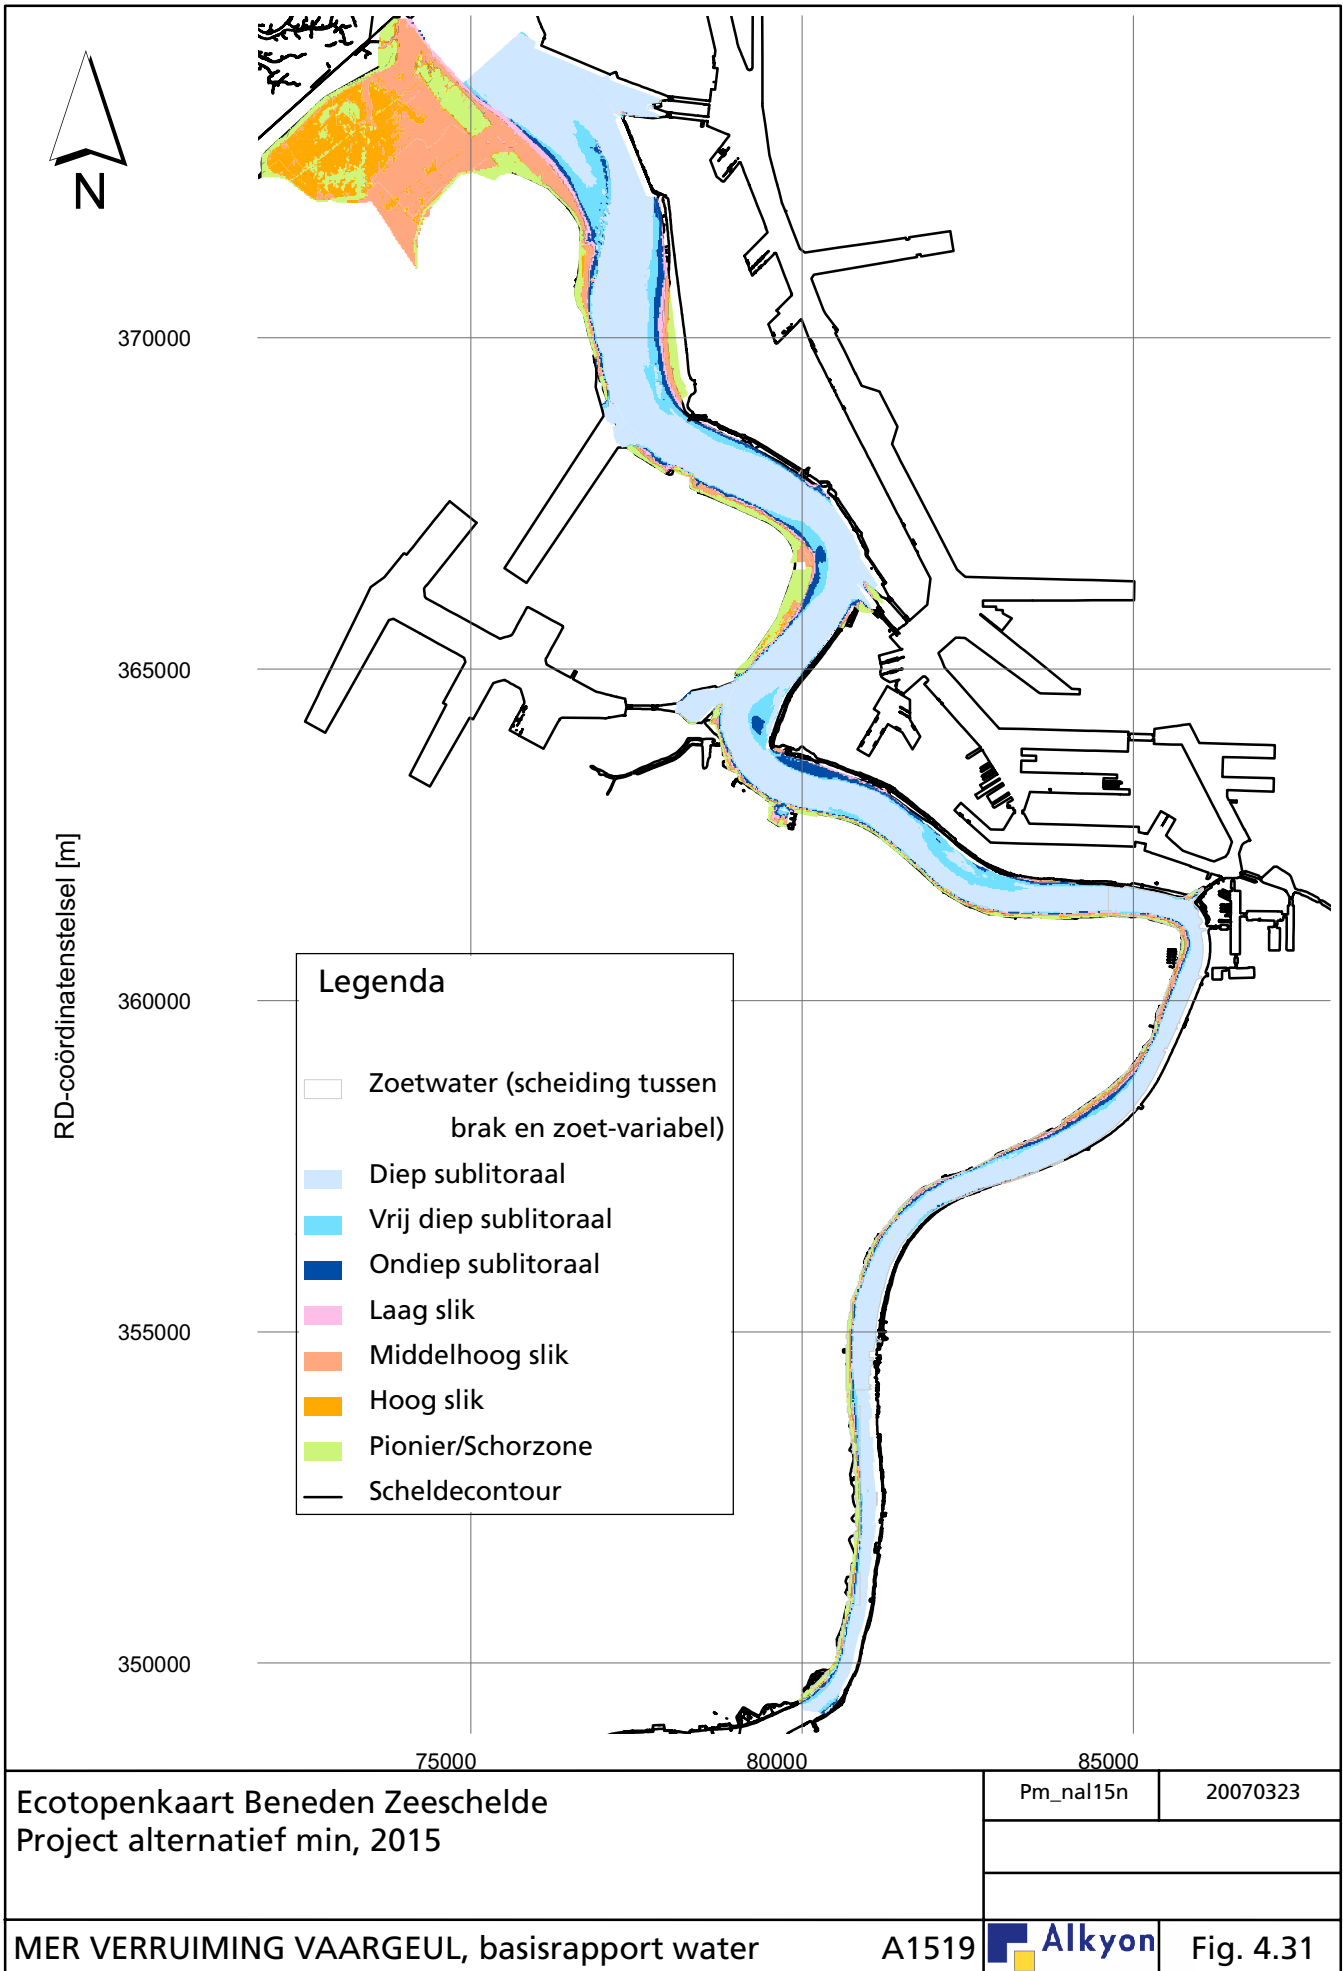 N
370000
365000
360000
355000
350000
RD-coördinatenstelsel [m]
Legenda
Zoetwater (scheiding tussen
brak en zoet-variabel)
Diep sublitoraal
Vrij diep sublitoraal
Ondiep sublitoraal
Laag slik
Middelhoog slik
Hoog slik
Pionier/Schorzone
Scheldecontour
75000
80000
85000
Ecotopenkaart Beneden Zeeschelde
Project alternatief min, 2015
Pm_nal15n
20070323
MER VERRUIMING VAARGEUL, basisrapport water
A1519
Alkyon
Fig. 4.31